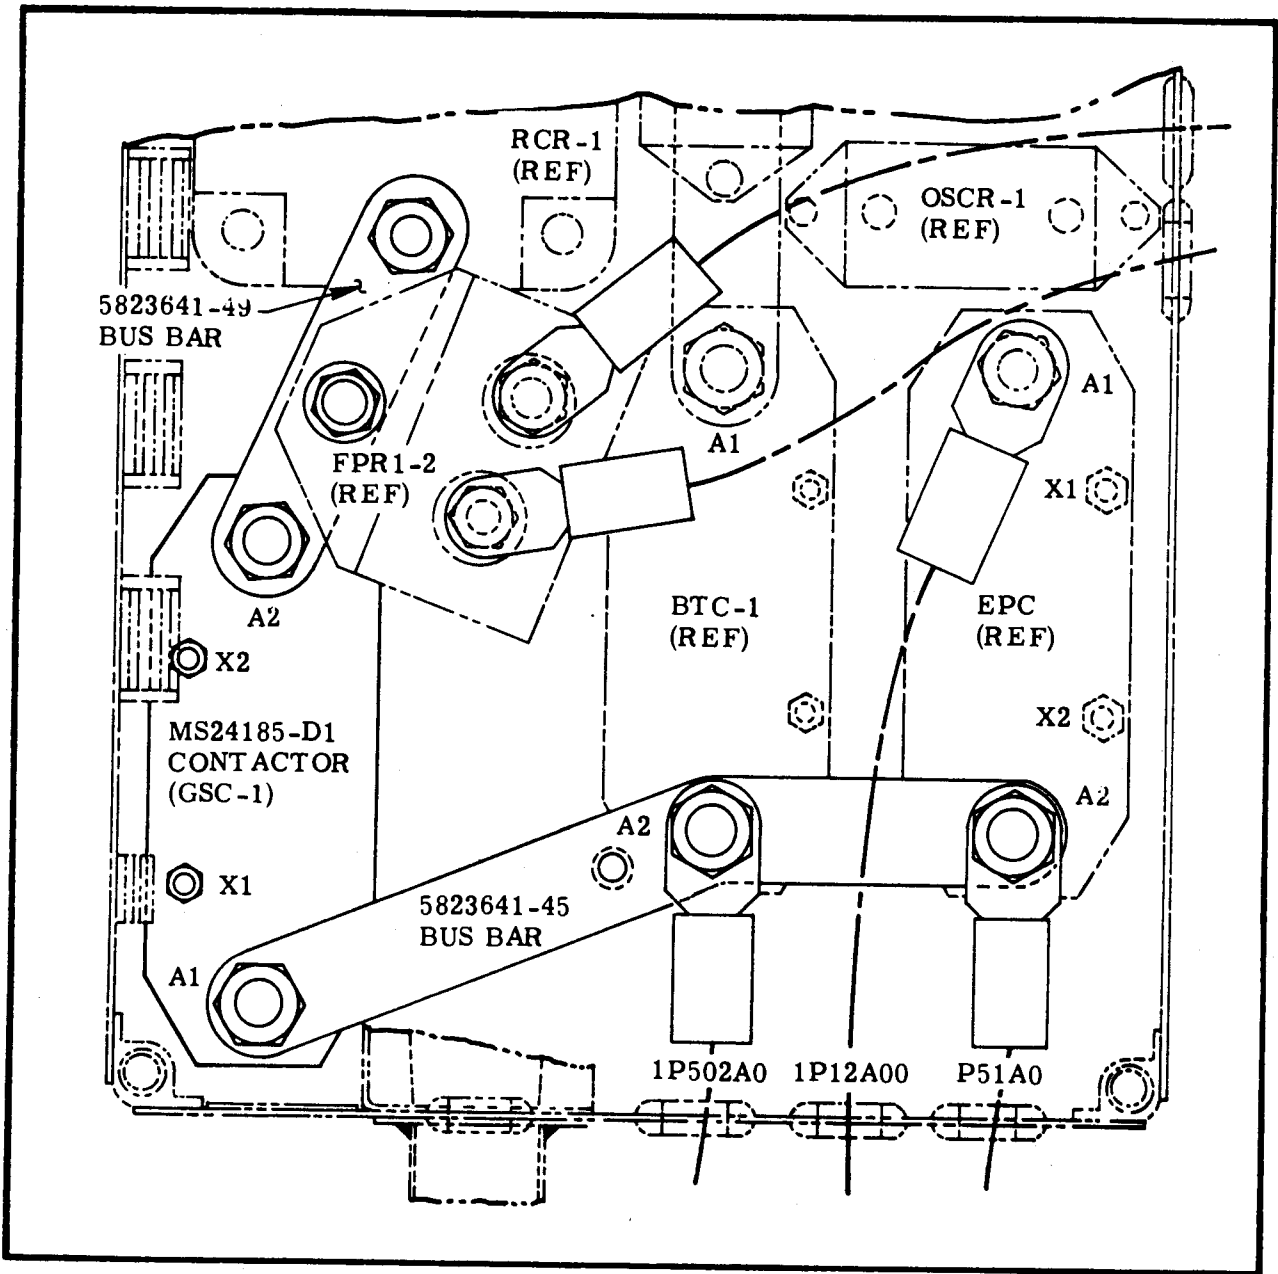 RCR-1
(REF)
OSCR-1
(REF)
5823641-49
BUS BAR
A1
A1
FPR1-2
(REF)
X1
A2
BTC-1
(REF)
EPC
(REF)
X2
X2
MS24185-D1
CONTACTOR
(GSC-1)
A2
A2
X1
5823641-45
BUS BAR
A1
1P502A0
1P12A00
P51A0